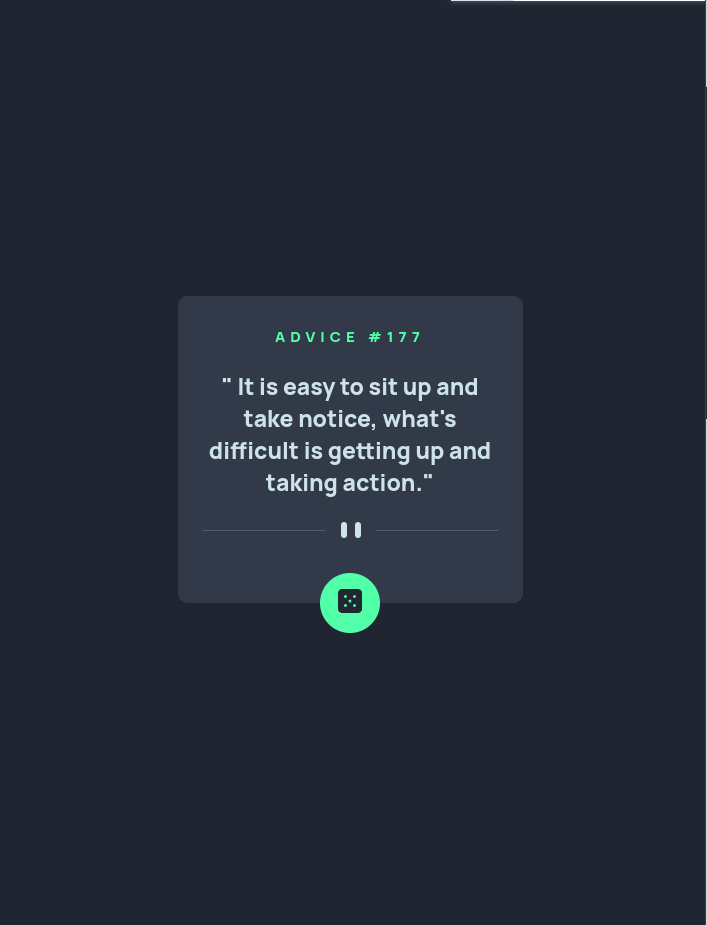 ADVICE #177
" It is easy to sit up and
take notice, what's
difficult is getting up and
taking action."